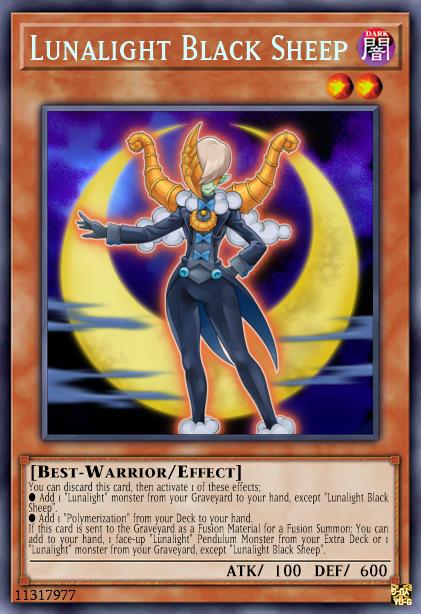 Lunalight Black Sheep
DARK
闇
[Best-Warrior/Effect]
You can discard this card, then activate 1 of these effects;
● Add 1 "Lunalight" monster from your Graveyard to your hand, except "Lunalight Black
Sheep".
● Add 1 "Polymerization" from your Deck to your hand.
If this card is sent to the Graveyard as a Fusion Material for a Fusion Summon: You can
add to your hand, 1 face-up "Lunalight" Pendulum Monster from your Extra Deck or 1
"Lunalight" monster from your Graveyard, except "Lunalight Black Sheep".
ATK/ 100 DEF/ 600
11317977